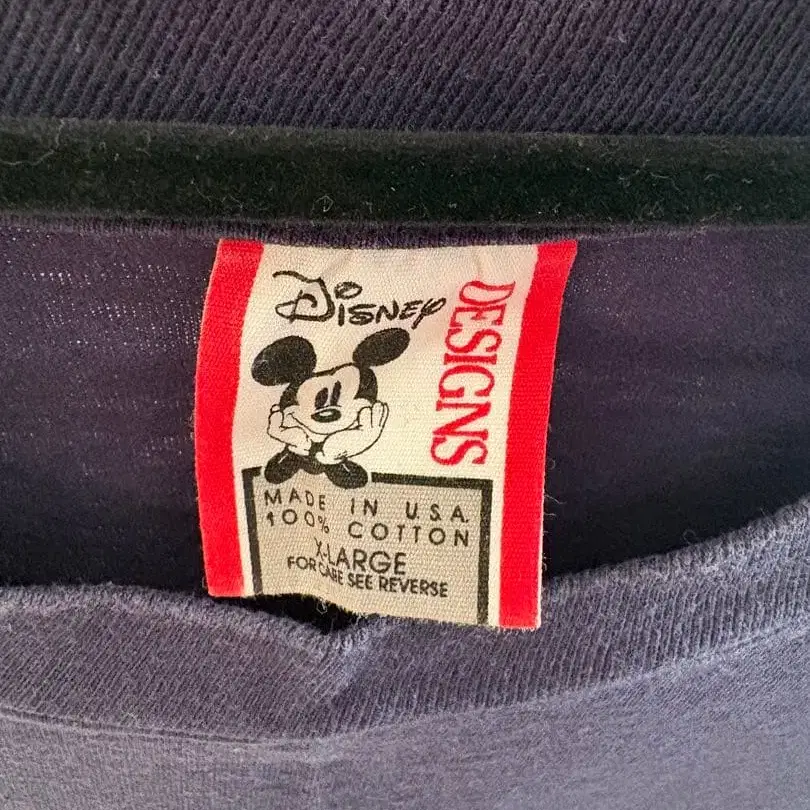 Disney
DESIGNS
MADE IN U.S.A.
100% COTTON
X-LARGE
FOR CARE SEE REVERSE